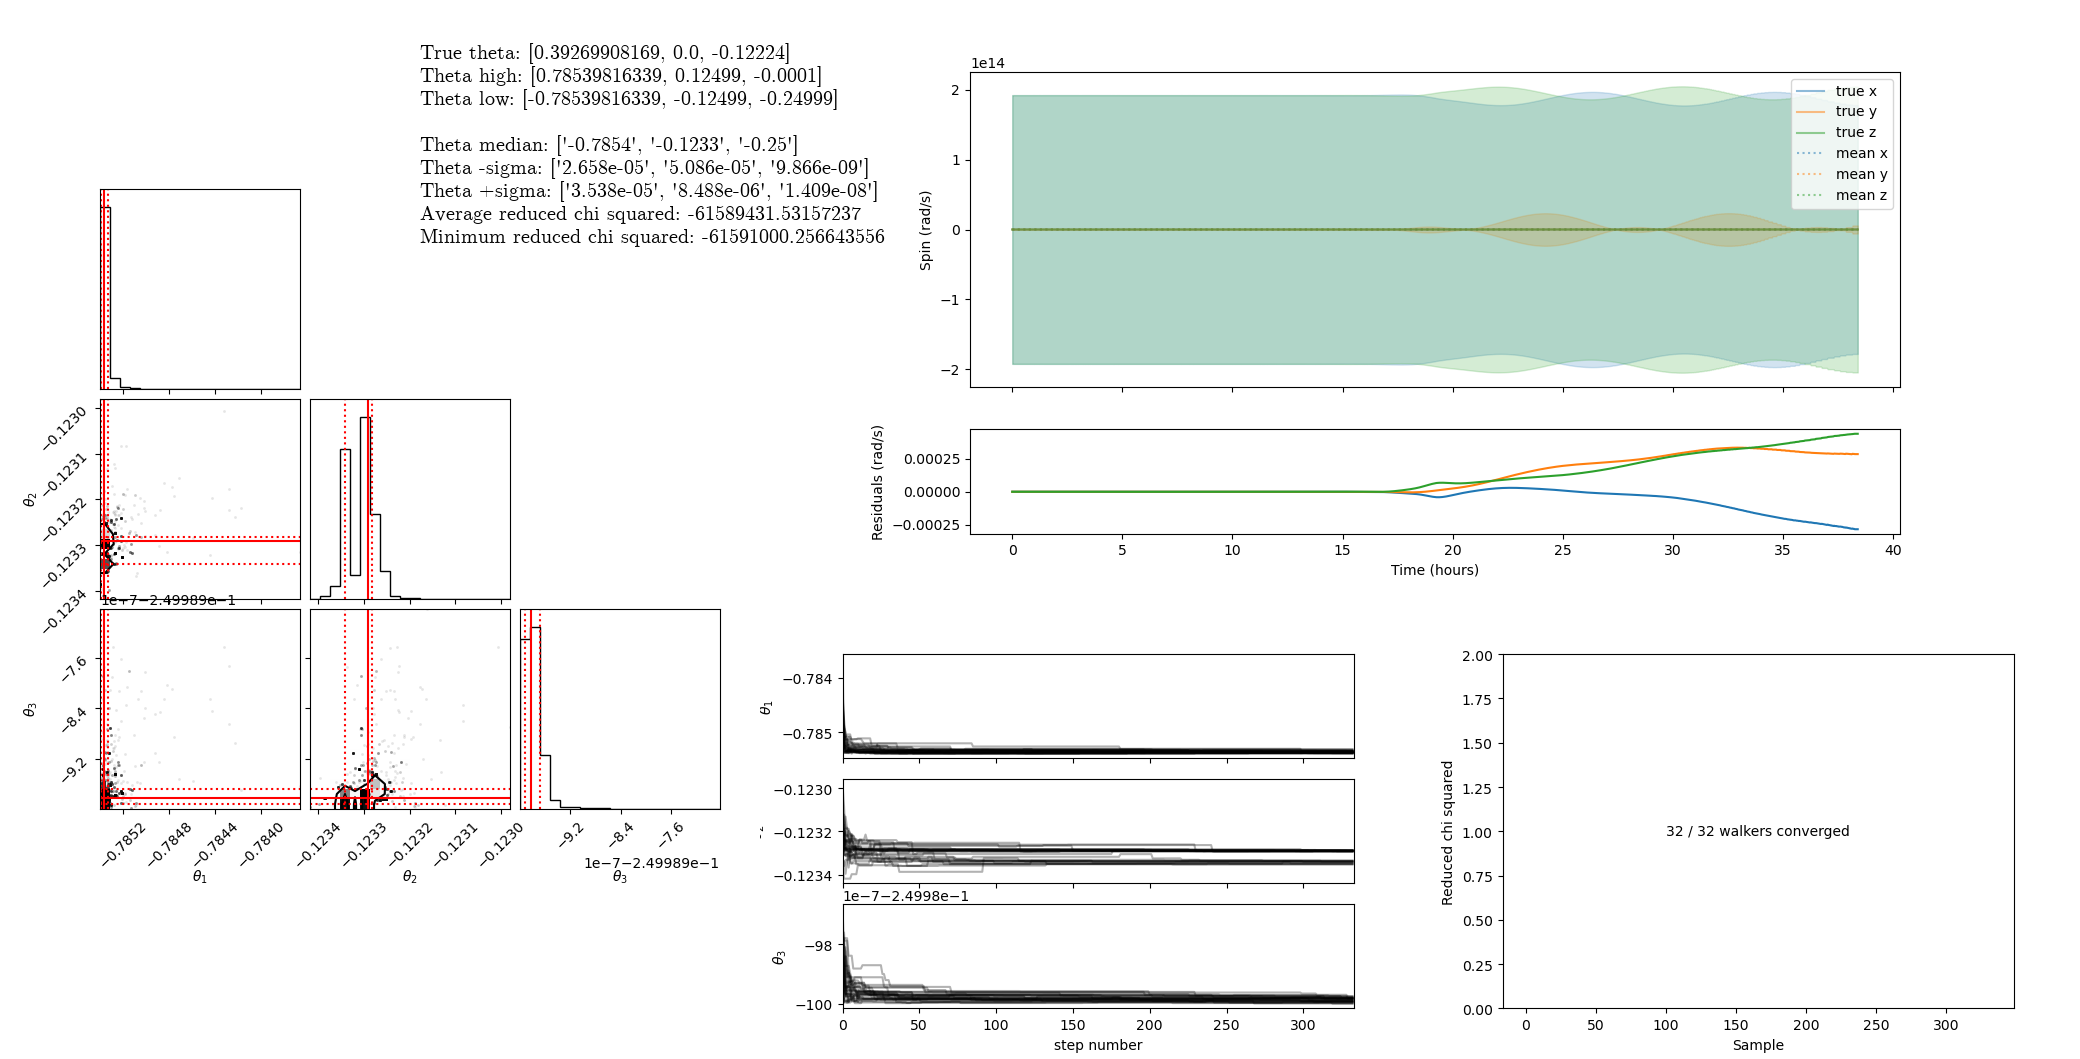 True theta: [0.39269908169, 0.0, -0.12224]
Theta high: [0.78539816339, 0.12499, -0.0001]
Theta low: [-0.78539816339, -0.12499, -0.24999]
Theta median: ['-0.7854', '-0.1233', '-0.25']
Theta -sigma: ['2.658e-05', '5.086e-05', '9.866e-09']
Theta +sigma: ['3.538e-05', '8.488e-06', '1.409e-08']
Average reduced chi squared: -61589431.53157237
Minimum reduced chi squared: -61591000.256643556
1e14
2
1
0
−1
−2
Spin (rad/s)
true x
true y
true z
mean x
mean y
mean z
0.00025
0.00000
−0.00025
Residuals (rad/s)
0 5 10 15 20 25 30 35 40
Time (hours)
−0.1230
−0.1231
−0.1232
−0.1233
−0.1234
θ2
1e−7−2.49989e−1
−7.6
−8.4
−9.2
θ3
−0.7852 −0.7848 −0.7844 −0.7840
θ1
−0.1234 −0.1233 −0.1232 −0.1231 −0.1230
θ2
−9.2 −8.4 −7.6
1e−7−2.49989e−1
θ3
−0.784
−0.785
θ1
−0.1230
−0.1232
−0.1234
1e−7−2.4998e−1
−98
−100
θ3
0 50 100 150 200 250 300
step number
2.00
1.75
1.50
1.25
1.00
0.75
0.50
0.25
0.00
Reduced chi squared
32 / 32 walkers converged
0 50 100 150 200 250 300
Sample